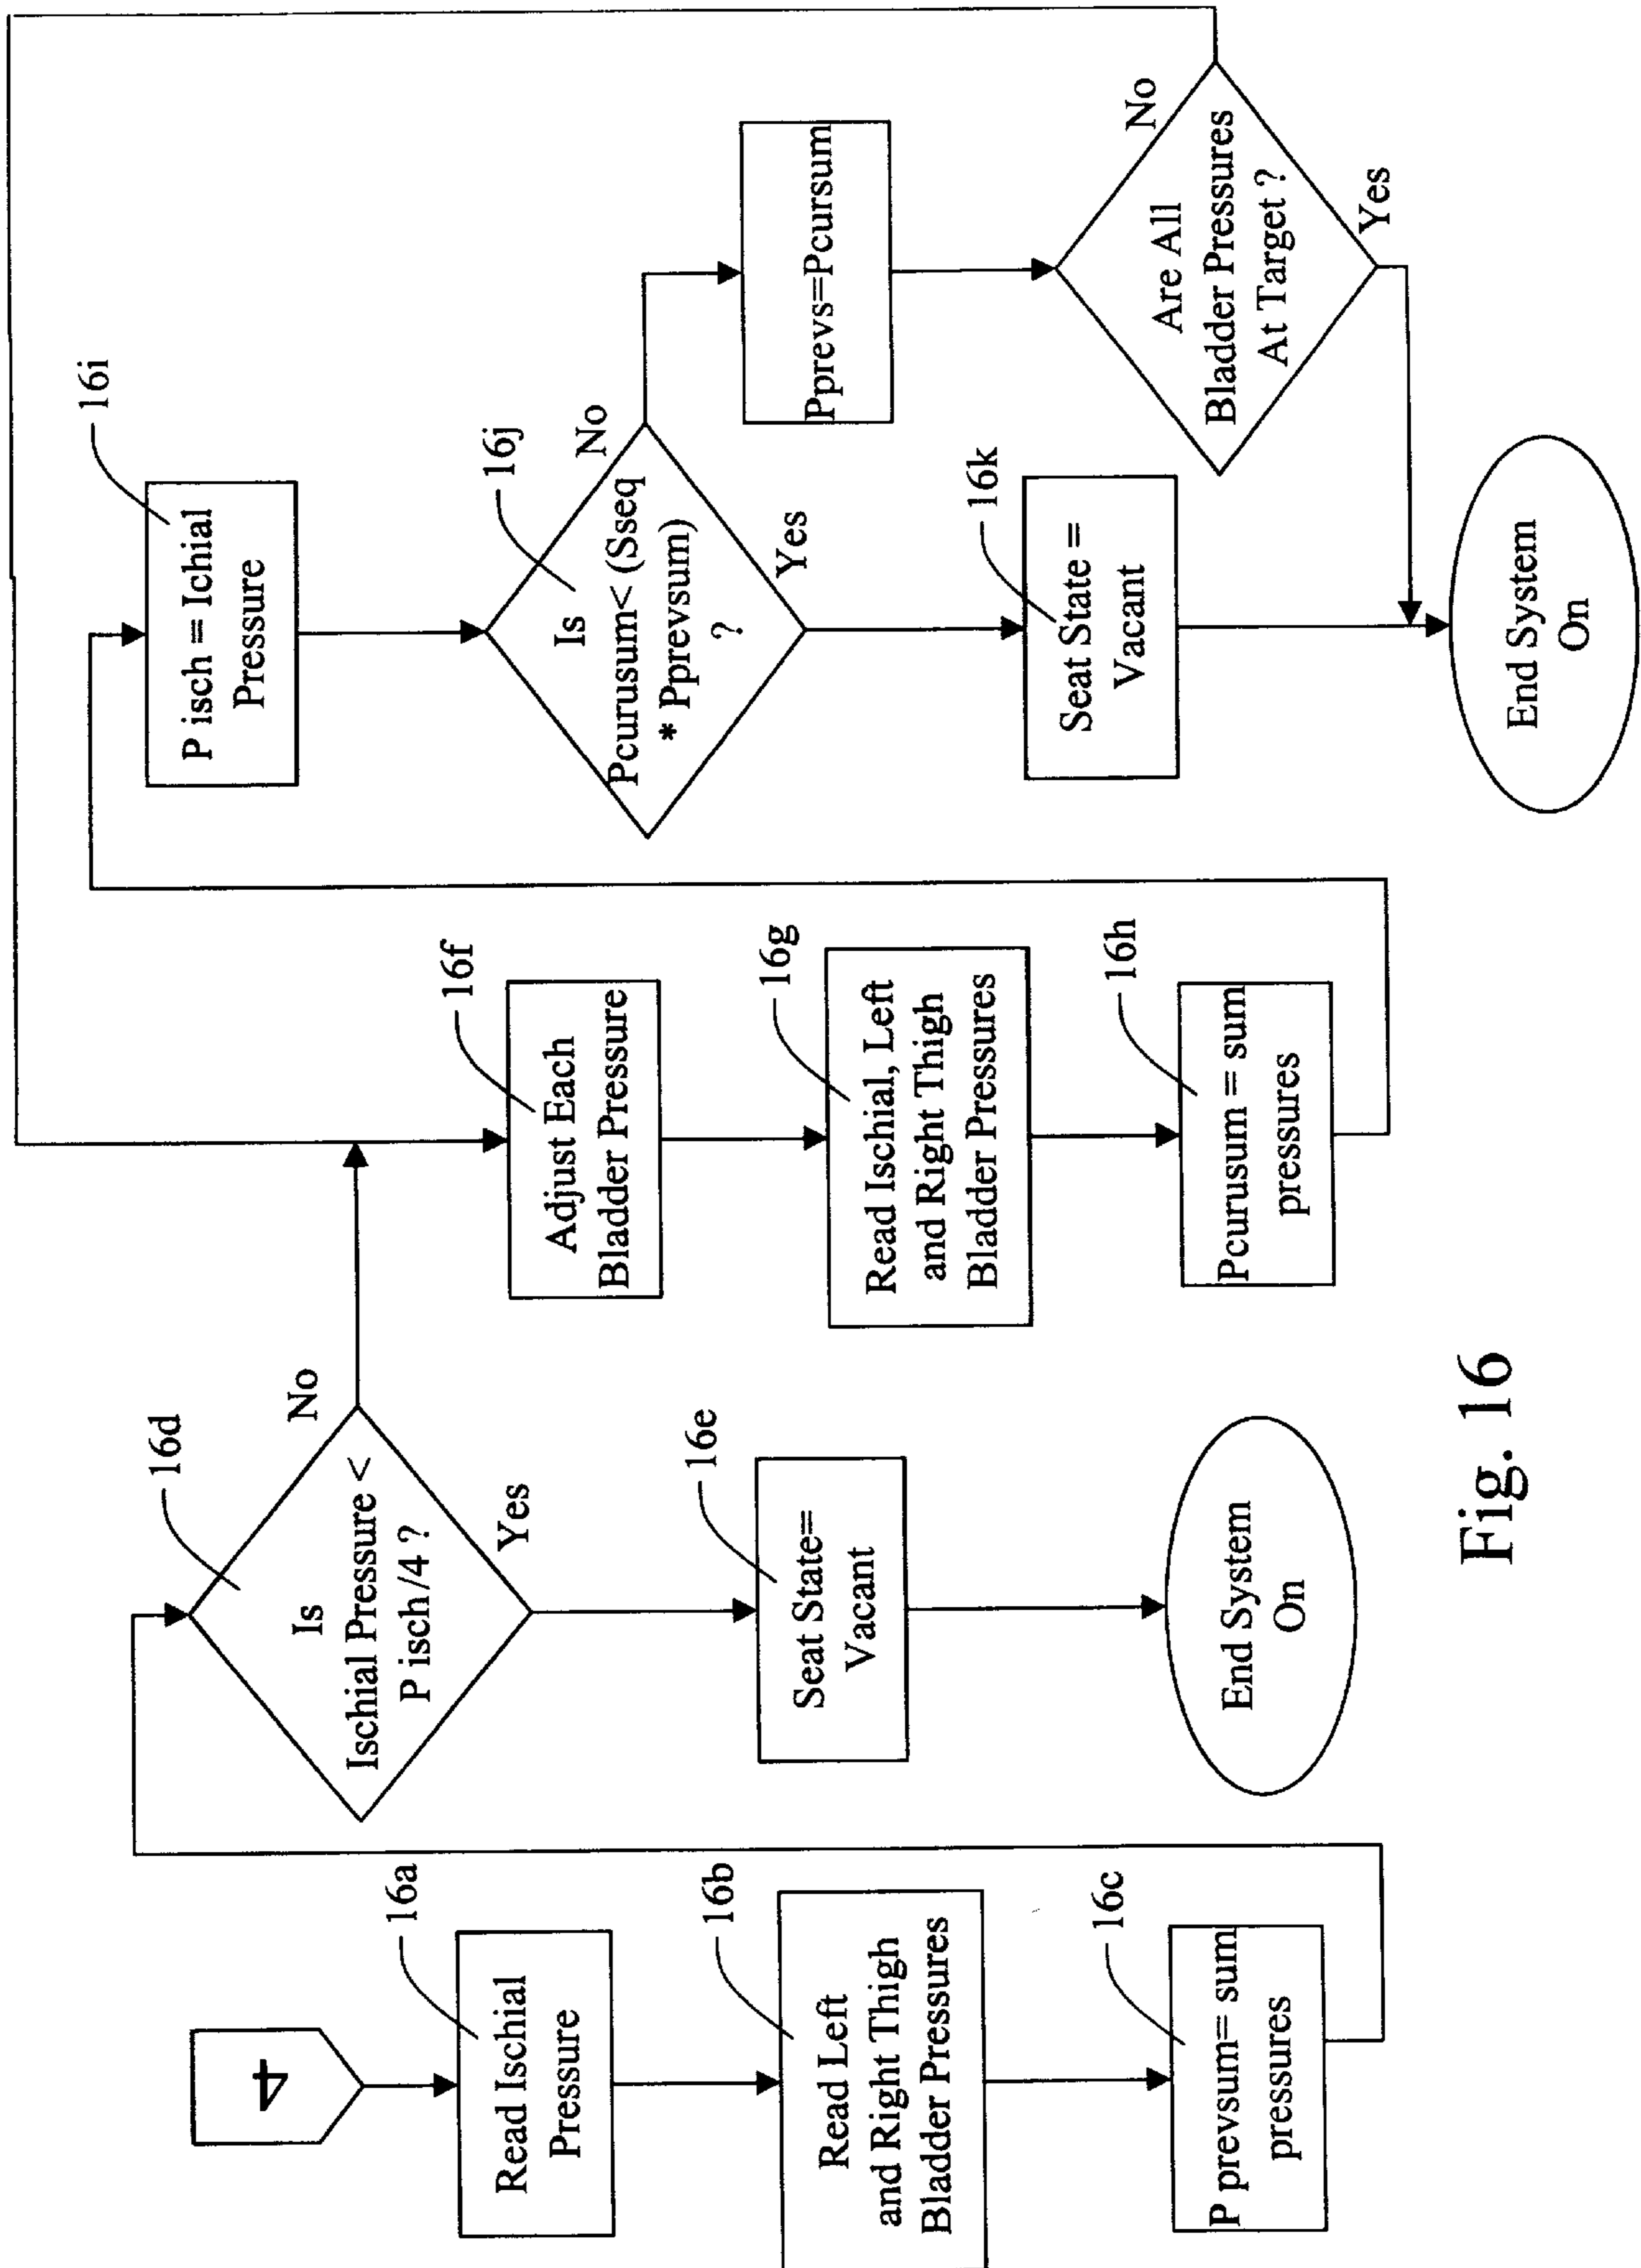 4
16a
Read Ischial
Pressure
16b
Read Left
and Right Thigh
Bladder Pressures
16c
P prevsum= sum
pressures
16d
Is
Ischial Pressure <
P isch/4 ?
No
Yes
16e
Seat State=
Vacant
End System
On
16f
Adjust Each
Bladder Pressure
16g
Read Ischial, Left
and Right Thigh
Bladder Pressures
16h
Pcurusum = sum
pressures
16i
P isch = Ichial
Pressure
16j
Is
Pcurusum< (Sseq
* Pprevsum)
?
No
Yes
16k
Seat State =
Vacant
Pprevs=Pcursum
Are All
Bladder Pressures
At Target ?
No
Yes
End System
On
Fig. 16